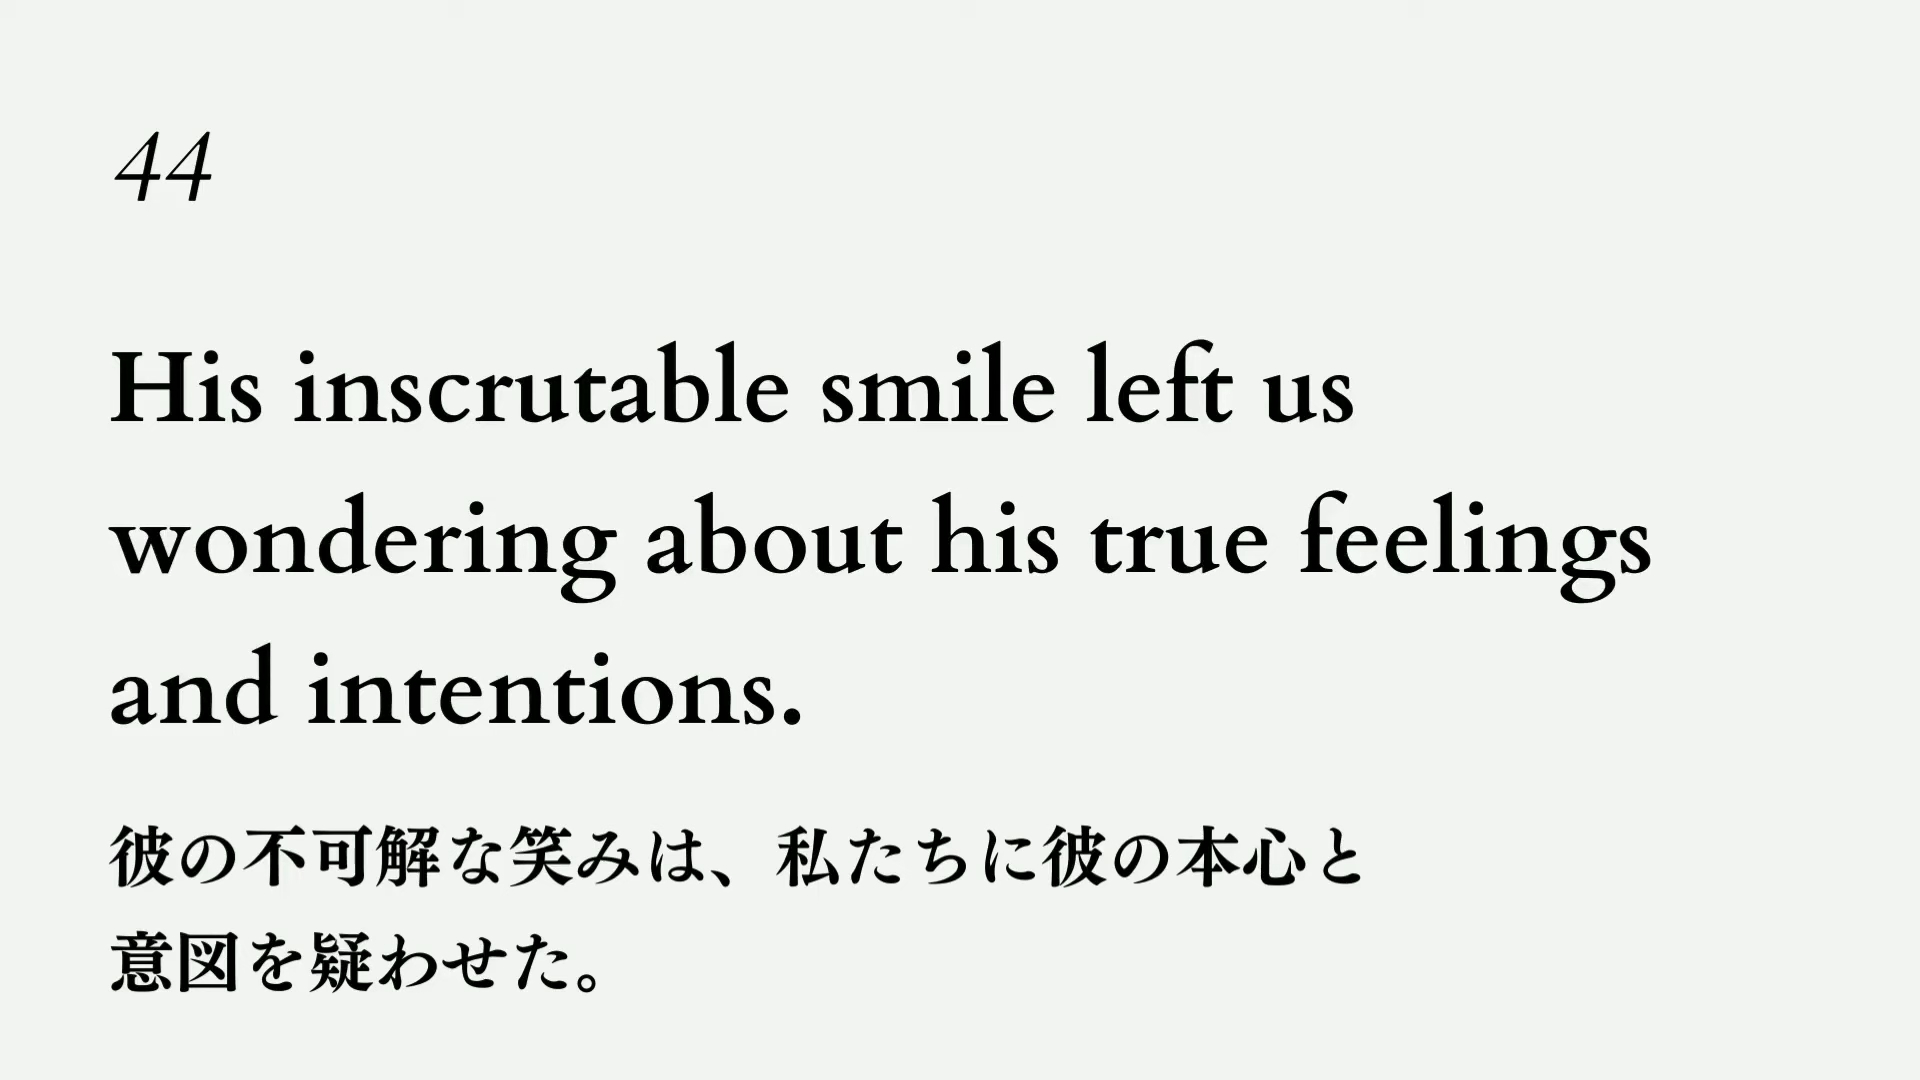 44
His inscrutable smile left us
wondering about his true feelings
and intentions.
彼の不可解な笑みは、私たちに彼の本心と
意図を疑わせた。